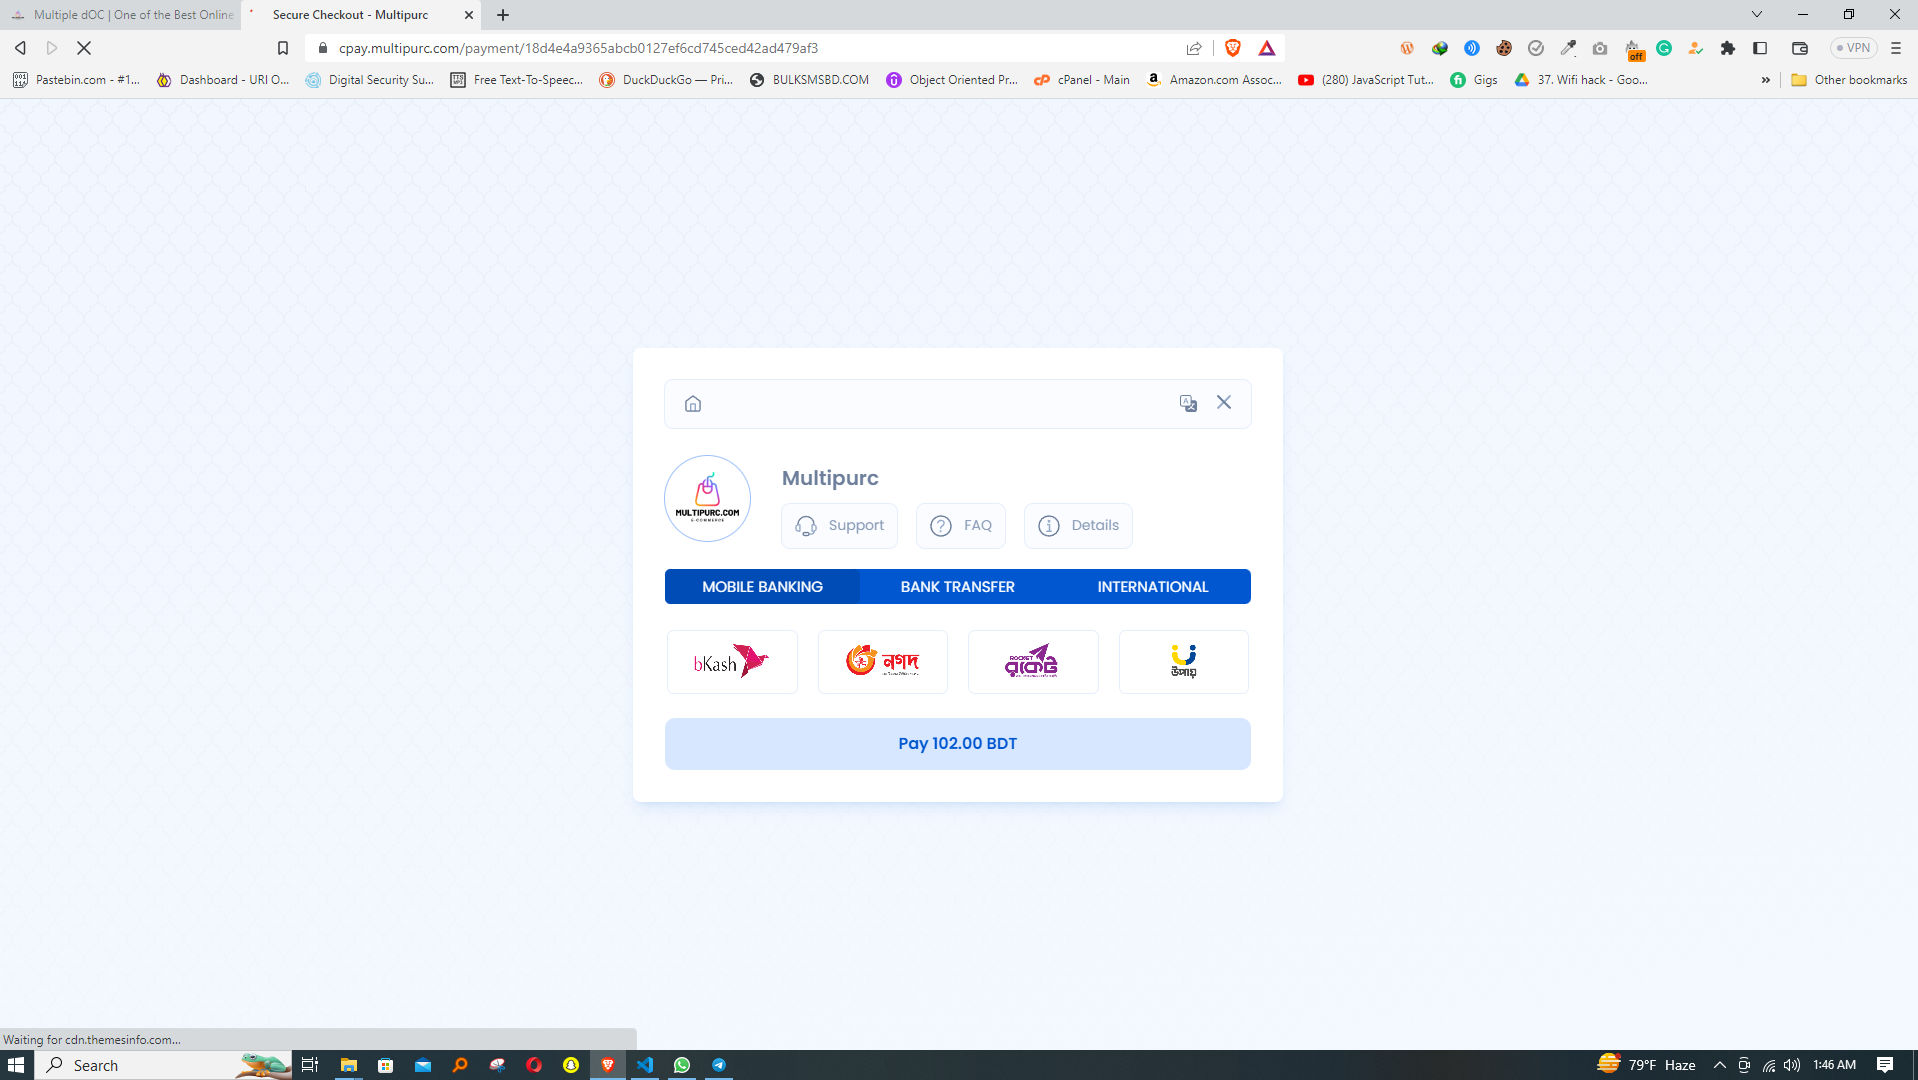 Multiple dOC | One of the Best Online
Secure Checkout - Multipurc
cpay.multipurc.com/payment/18d4e4a9365abcb0127ef6cd745ced42ad479af3
off
VPN
Pastebin.com - #1...
Dashboard - URI O...
Digital Security Su...
Free Text-To-Speec...
DuckDuckGo — Pri...
BULKSMSBD.COM
Object Oriented Pr...
cPanel - Main
Amazon.com Assoc...
(280) JavaScript Tut...
Gigs
37. Wifi hack - Goo...
»
Other bookmarks
MULTIPURC.COM
E-COMMERCE
Multipurc
Support
FAQ
Details
MOBILE BANKING
BANK TRANSFER
INTERNATIONAL
bKash
নগদ
ROCKET
রকেট
উপায়
Pay 102.00 BDT
Waiting for cdn.themesinfo.com...
Search
79°F Haze
1:46 AM